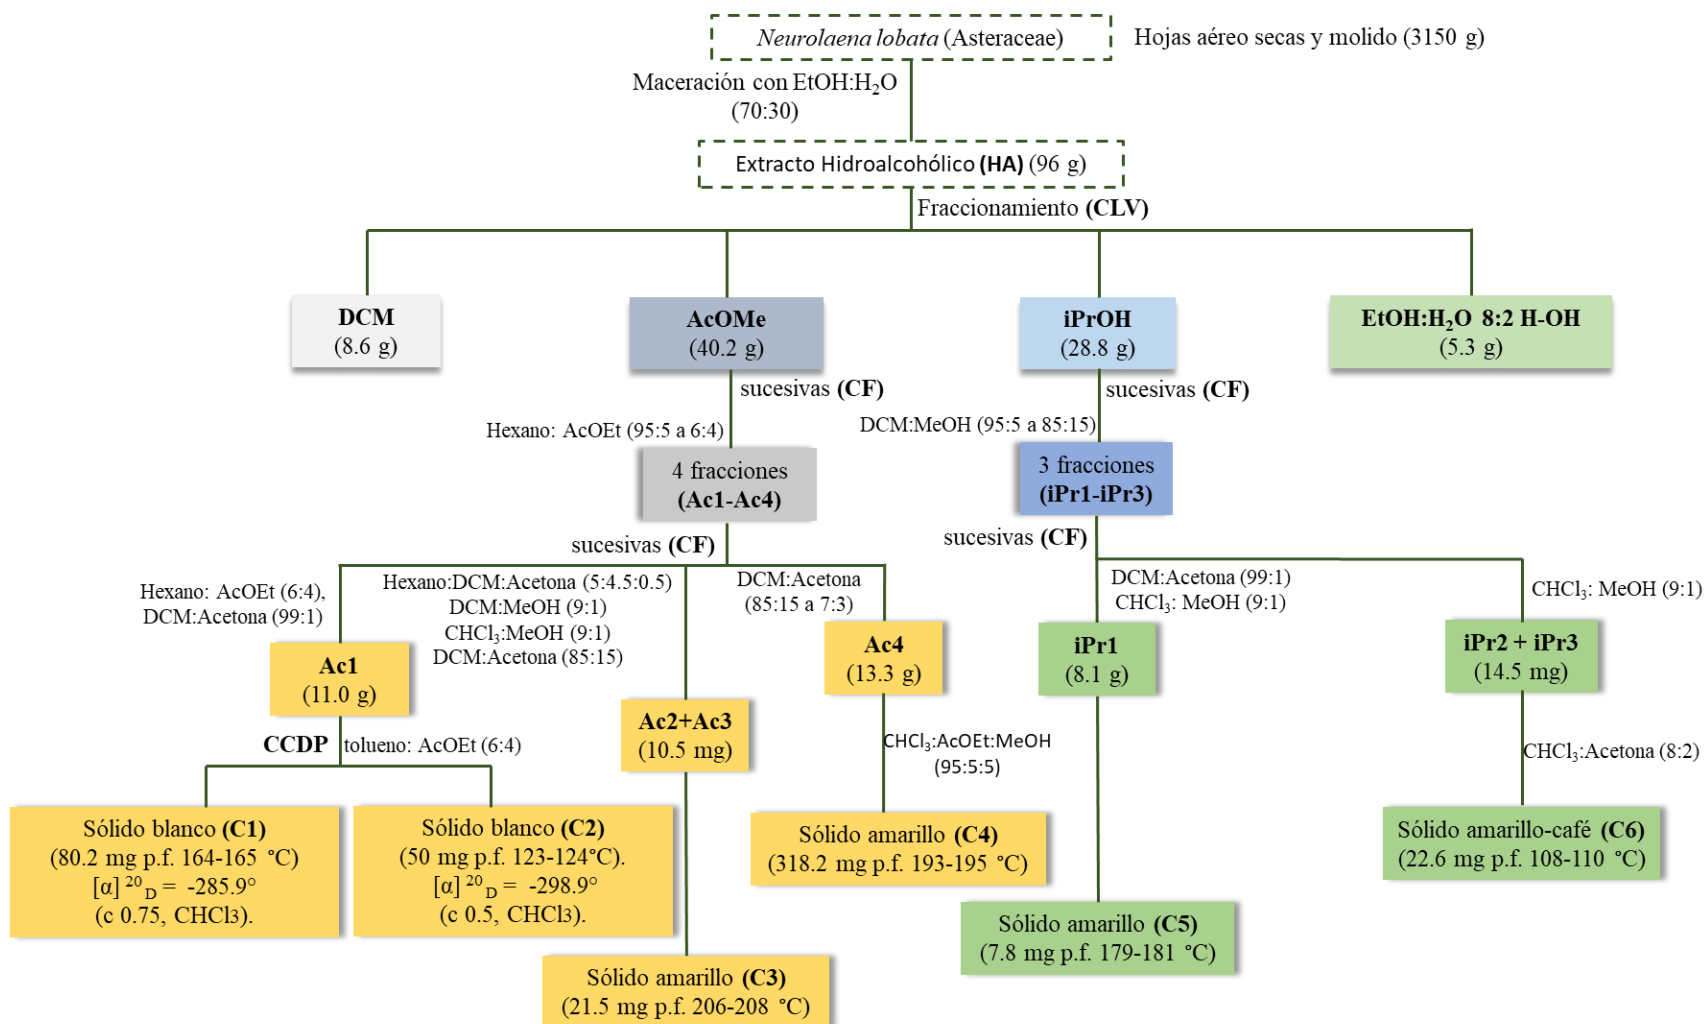 Neurolaena lobata (Asteraceae)
Hojas aéreo secas y molido (3150 g)
Maceración con EtOH:H₂O
(70:30)
Extracto Hidroalcohólico (HA) (96 g)
Fraccionamiento (CLV)
DCM
(8.6 g)
AcOMe
(40.2 g)
iPrOH
(28.8 g)
EtOH:H₂O 8:2 H-OH
(5.3 g)
sucesivas (CF)
sucesivas (CF)
Hexano: AcOEt (95:5 a 6:4)
DCM:MeOH (95:5 a 85:15)
4 fracciones
(Ac1-Ac4)
3 fracciones
(iPr1-iPr3)
sucesivas (CF)
sucesivas (CF)
Hexano: AcOEt (6:4),
DCM:Acetona (99:1)
Hexano:DCM:Acetona (5:4.5:0.5)
DCM:MeOH (9:1)
CHCl₃:MeOH (9:1)
DCM:Acetona (85:15)
DCM:Acetona
(85:15 a 7:3)
DCM:Acetona (99:1)
CHCl₃: MeOH (9:1)
CHCl₃: MeOH (9:1)
Ac1
(11.0 g)
Ac2+Ac3
(10.5 mg)
Ac4
(13.3 g)
iPr1
(8.1 g)
iPr2 + iPr3
(14.5 mg)
CCDP
tolueno: AcOEt (6:4)
CHCl₃:AcOEt:MeOH
(95:5:5)
CHCl₃:Acetona (8:2)
Sólido blanco (C1)
(80.2 mg p.f. 164-165 °C)
[α] ²⁰ D = -285.9°
(c 0.75, CHCl3).
Sólido blanco (C2)
(50 mg p.f. 123-124°C).
[α] ²⁰ D = -298.9°
(c 0.5, CHCl3).
Sólido amarillo (C4)
(318.2 mg p.f. 193-195 °C)
Sólido amarillo-café (C6)
(22.6 mg p.f. 108-110 °C)
Sólido amarillo (C5)
(7.8 mg p.f. 179-181 °C)
Sólido amarillo (C3)
(21.5 mg p.f. 206-208 °C)